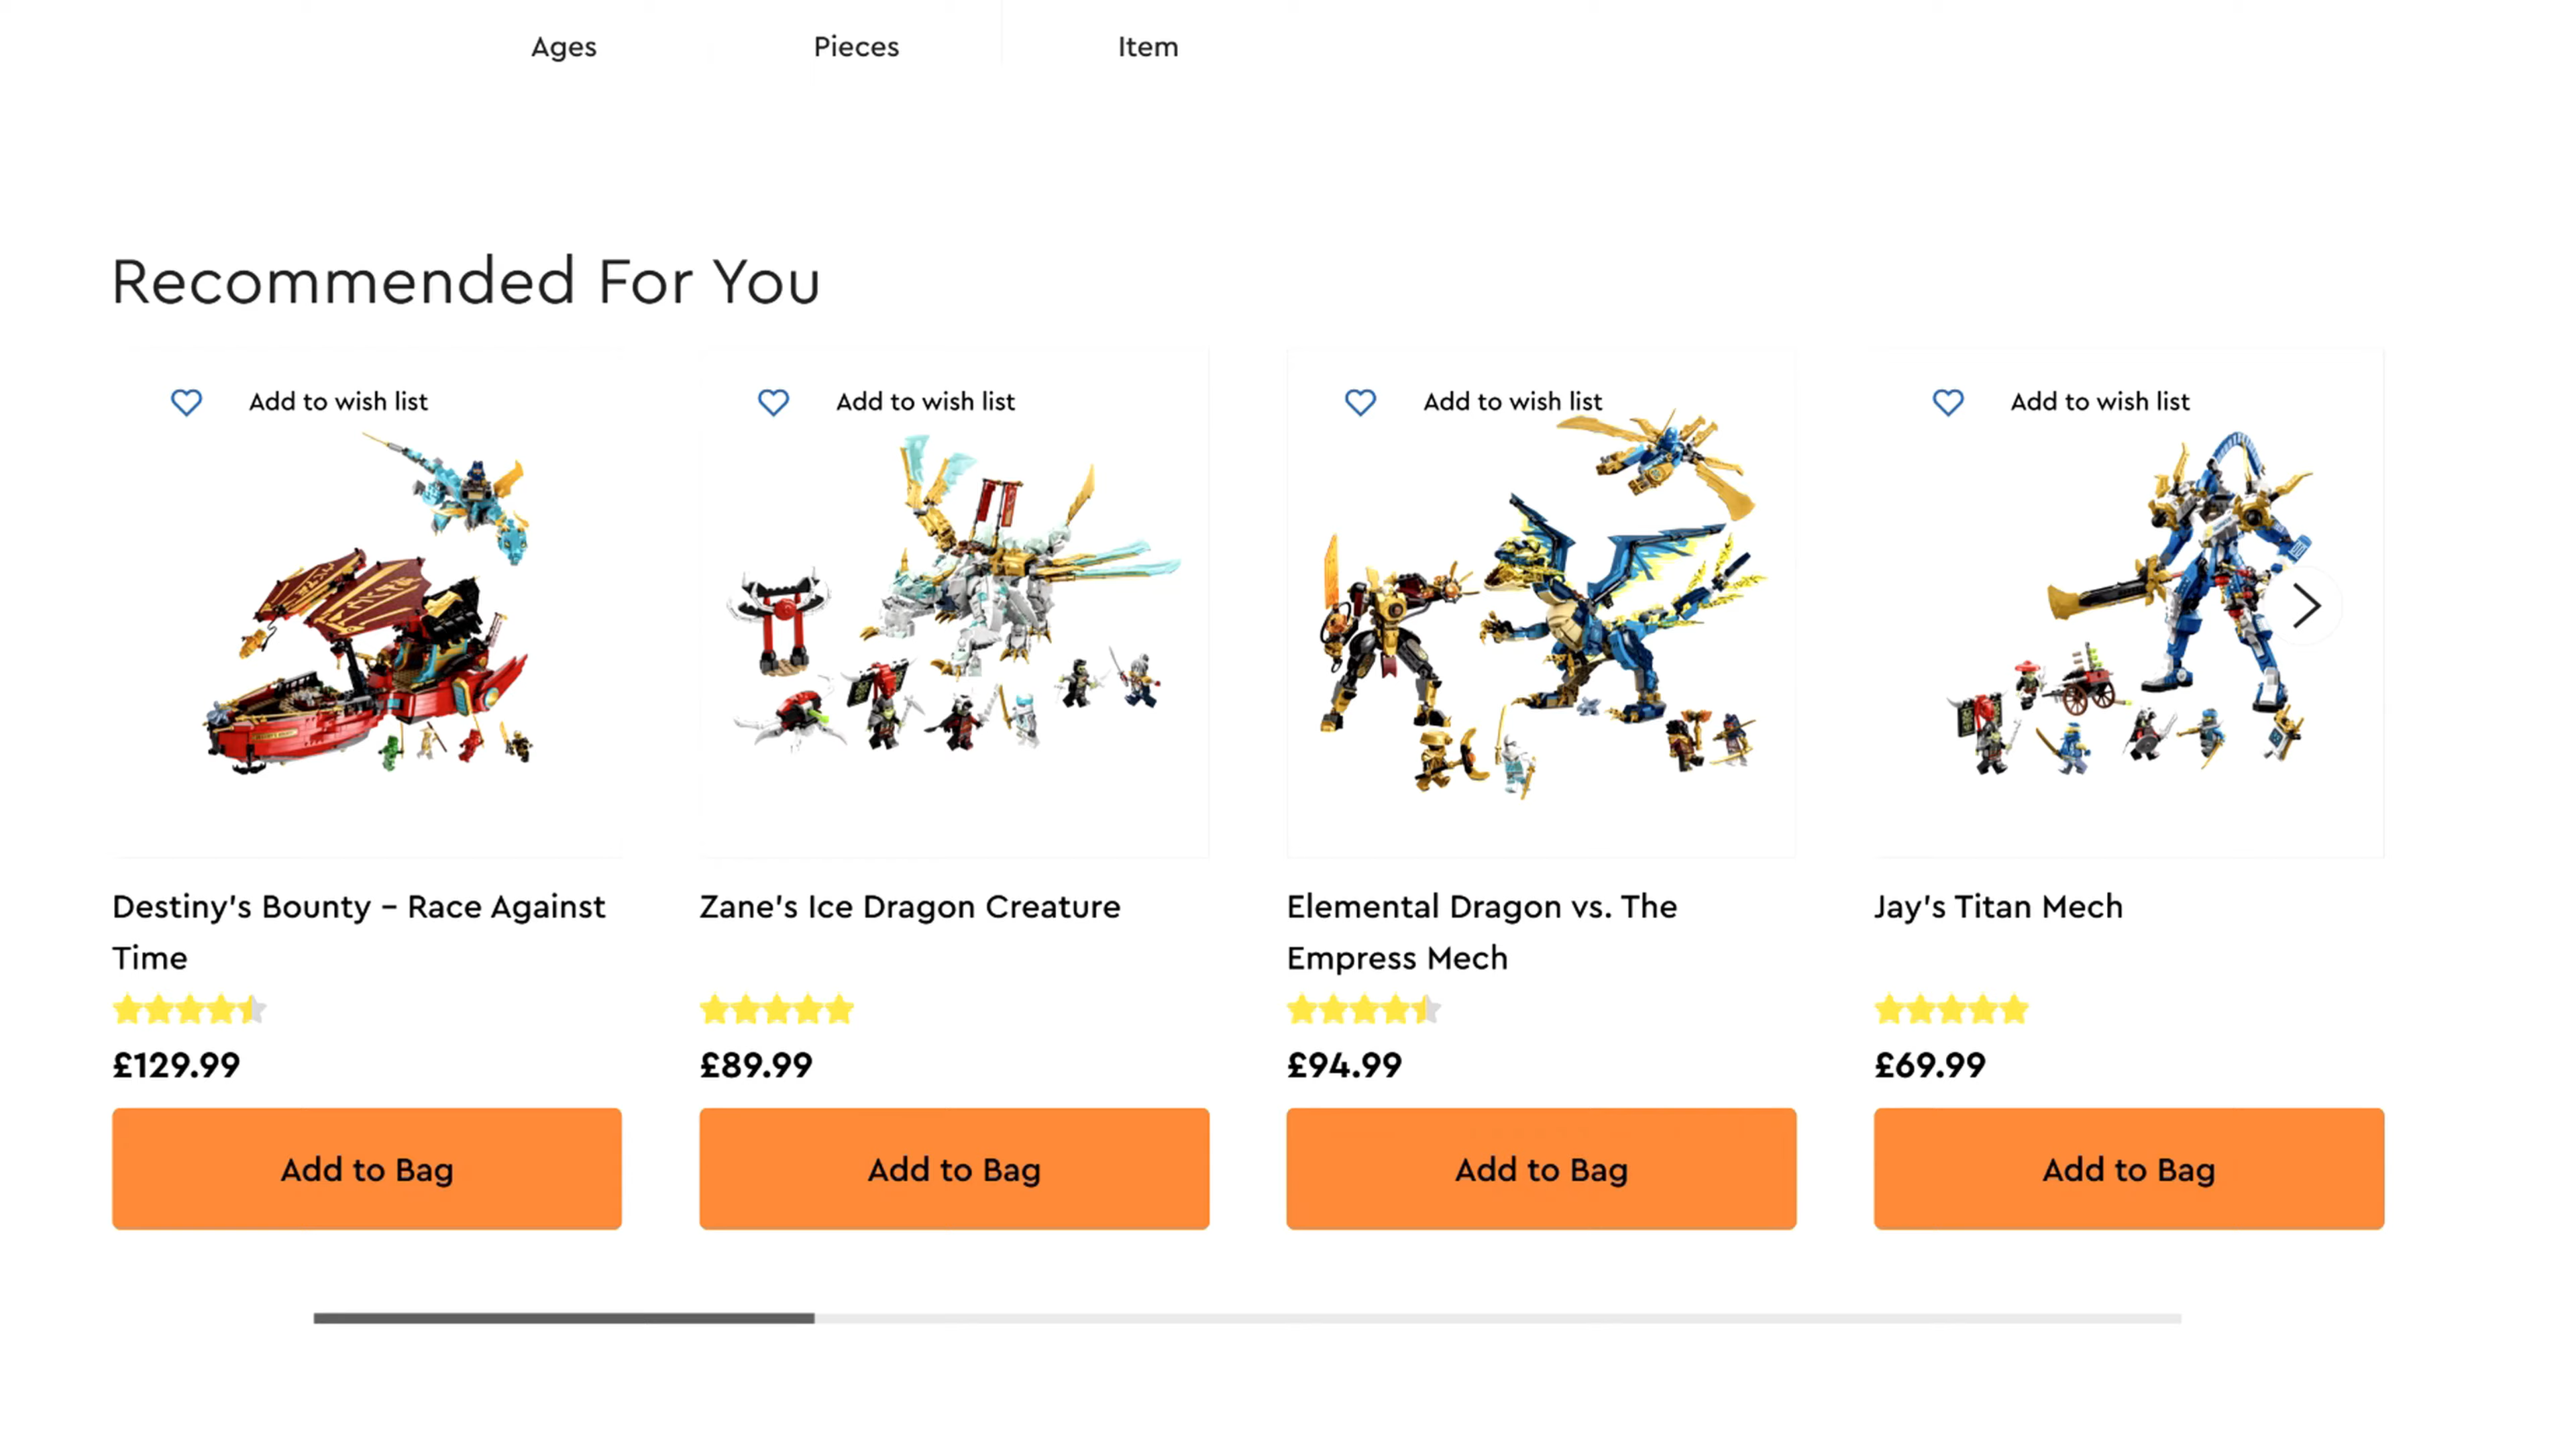 Ages
Pieces
Item
Recommended For You
Add to wish list
Add to wish list
Add to wish list
Add to wish list
Destiny's Bounty – Race Against
Time
£129.99
Add to Bag
Zane's Ice Dragon Creature
£89.99
Add to Bag
Elemental Dragon vs. The
Empress Mech
£94.99
Add to Bag
Jay's Titan Mech
£69.99
Add to Bag